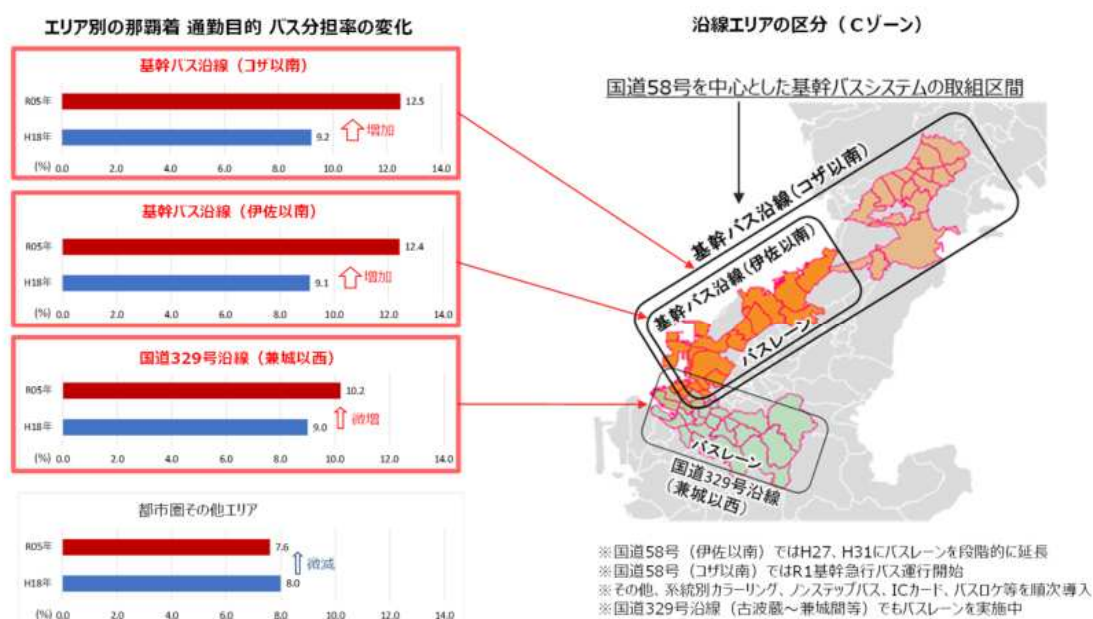 エリア別の那覇着 通勤目的 バス分担率の変化
基幹バス沿線（コザ以南）
R05年
12.5
H18年
9.2
増加
(%) 0.0 2.0 4.0 6.0 8.0 10.0 12.0 14.0
基幹バス沿線（伊佐以南）
R05年
12.4
H18年
9.1
増加
(%) 0.0 2.0 4.0 6.0 8.0 10.0 12.0 14.0
国道329号沿線（兼城以西）
R05年
10.2
H18年
9.0
微増
(%) 0.0 2.0 4.0 6.0 8.0 10.0 12.0 14.0
都市圏その他エリア
R05年
7.6
H18年
8.0
微減
(%) 0.0 2.0 4.0 6.0 8.0 10.0 12.0 14.0
沿線エリアの区分（Cゾーン）
国道58号を中心とした基幹バスシステムの取組区間
基幹バス沿線（コザ以南）
基幹バス沿線（伊佐以南）
バスレーン
バスレーン
国道329号沿線
（兼城以西）
※国道58号（伊佐以南）ではH27、H31にバスレーンを段階的に延長
※国道58号（コザ以南）ではR1基幹急行バス運行開始
※その他、系統別カラーリング、ノンステップバス、ICカード、バスロケ等を順次導入
※国道329号沿線（古波蔵～兼城間等）でもバスレーンを実施中